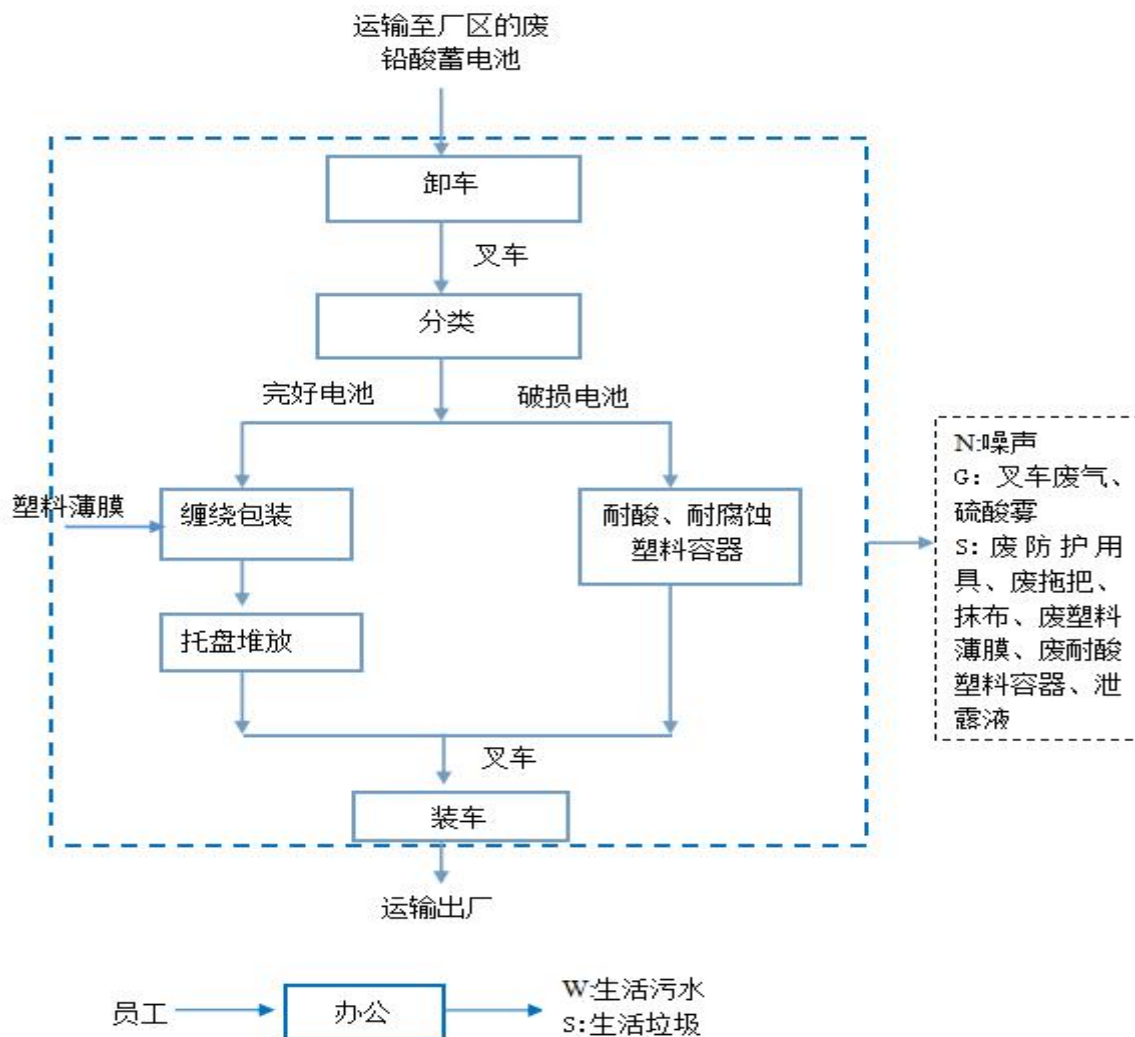 运输至厂区的废
铅酸蓄电池
卸车
叉车
分类
完好电池
破损电池
塑料薄膜
缠绕包装
耐酸、耐腐蚀
塑料容器
托盘堆放
叉车
装车
运输出厂
N:噪声
G：叉车废气、
硫酸雾
S：废防护用
具、废拖把、
抹布、废塑料
薄膜、废耐酸
塑料容器、泄
露液
员工
办公
W:生活污水
S:生活垃圾